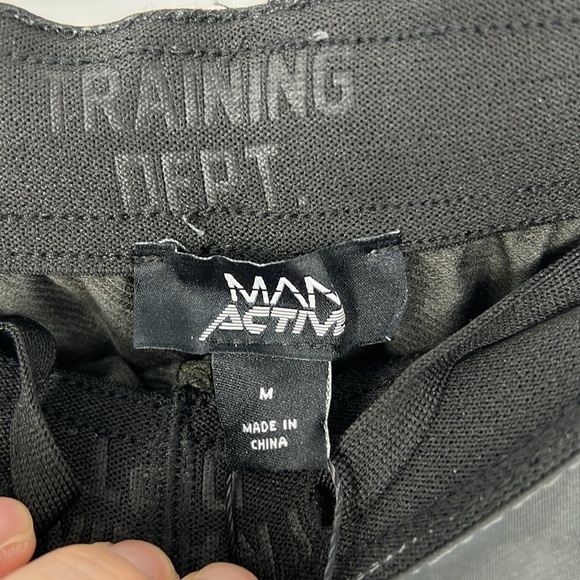 TRAINING
DEPT.
MAD
ACTIVE
M
MADE IN
CHINA